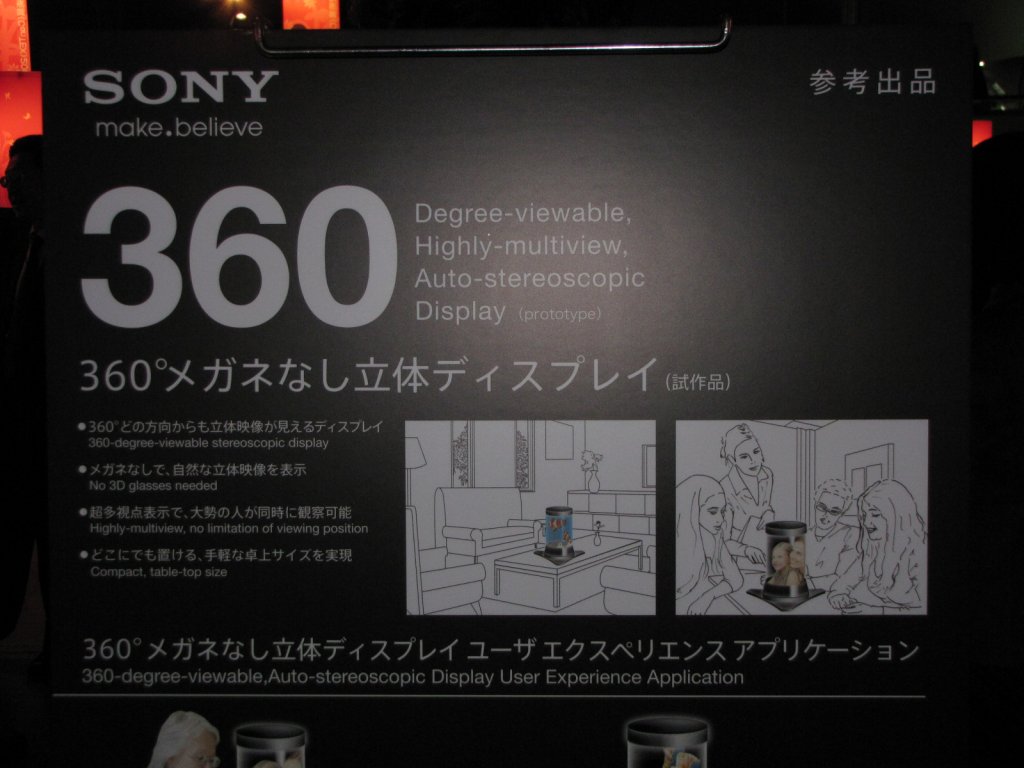 SONY
make.believe
参考出品
360
Degree-viewable,
Highly-multiview,
Auto-stereoscopic
Display (prototype)
360°メガネなし立体ディスプレイ(試作品)
●360°どの方向からも立体映像が見えるディスプレイ
360-degree-viewable stereoscopic display
●メガネなしで、自然な立体映像を表示
No 3D glasses needed
●超多視点表示で、大勢の人が同時に観察可能
Highly-multiview, no limitation of viewing position
●どこにでも置ける、手軽な卓上サイズを実現
Compact, table-top size
360°メガネなし立体ディスプレイ ユーザ エクスペリエンス アプリケーション
360-degree-viewable,Auto-stereoscopic Display User Experience Application